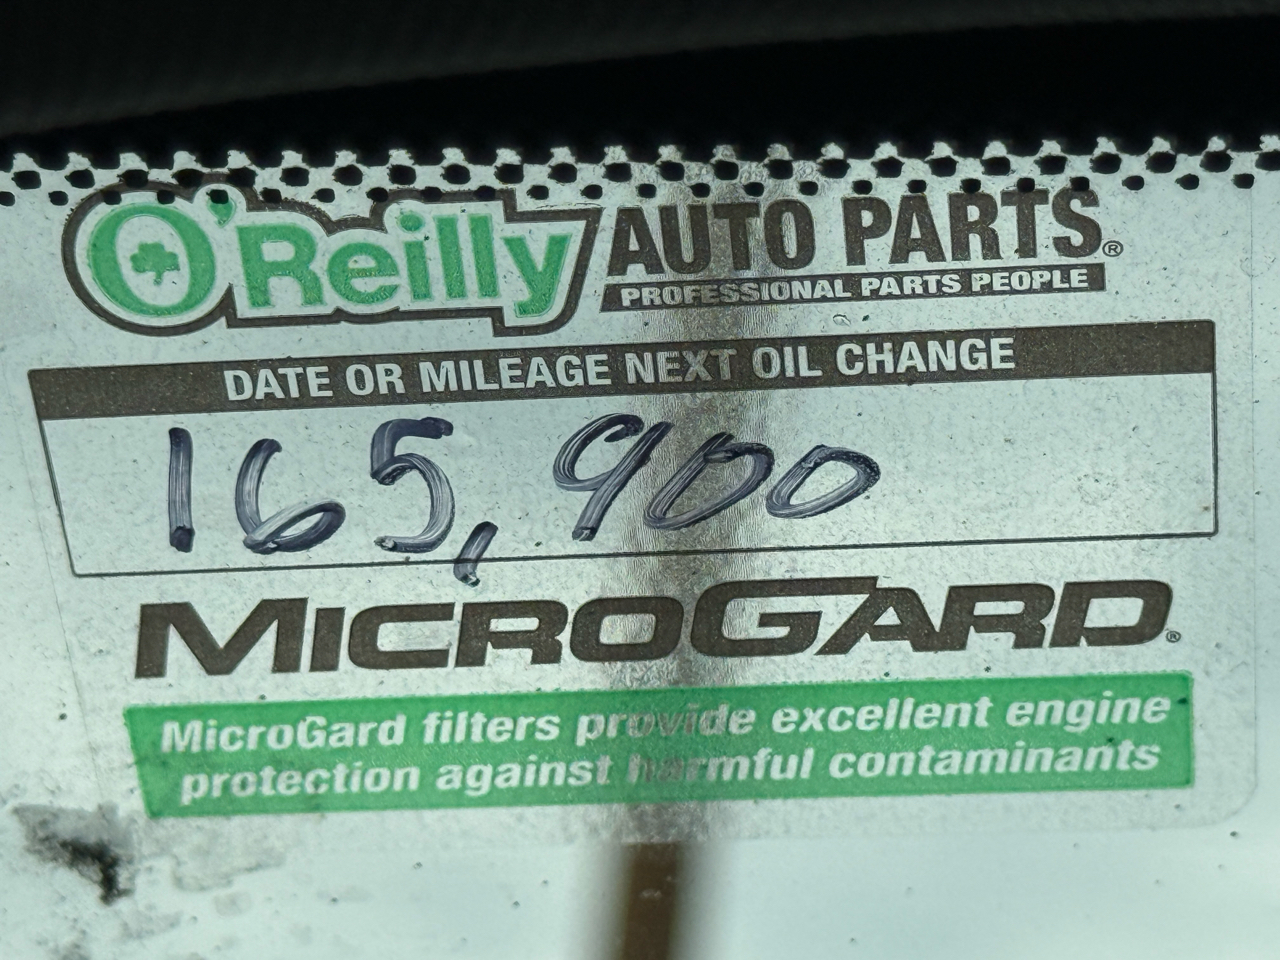 O'Reilly AUTO PARTS®
PROFESSIONAL PARTS PEOPLE
DATE OR MILEAGE NEXT OIL CHANGE
165,900
MICROGARD®
MicroGard filters provide excellent engine
protection against harmful contaminants